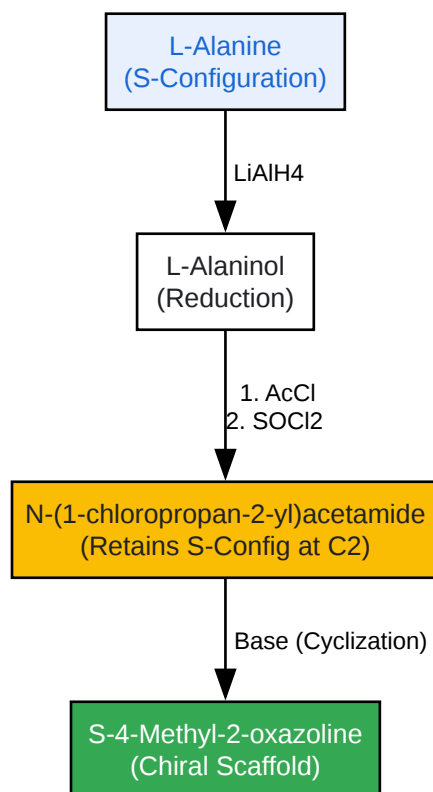 L-Alanine
(S-Configuration)
LiAlH4
L-Alaninol
(Reduction)
1. AcCl
2. SOCl2
N-(1-chloropropan-2-yl)acetamide
(Retains S-Config at C2)
Base (Cyclization)
S-4-Methyl-2-oxazoline
(Chiral Scaffold)